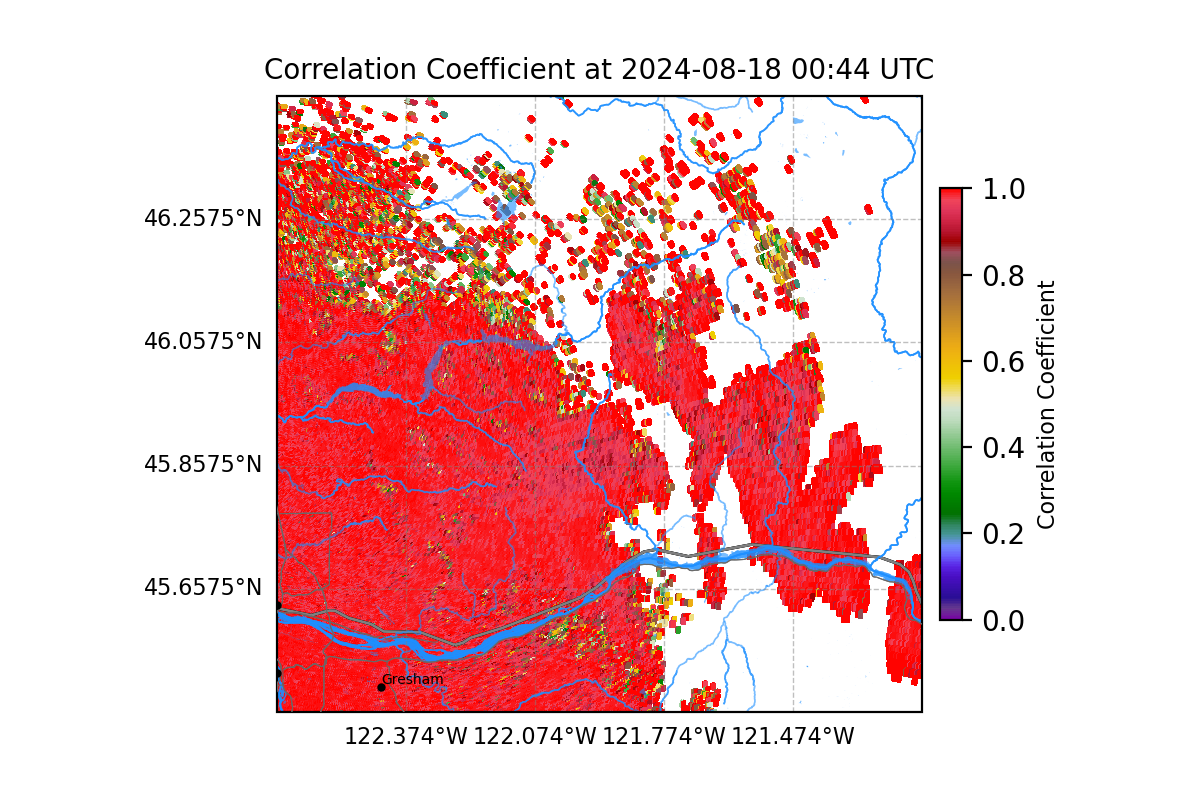 Correlation Coefficient at 2024-08-18 00:44 UTC
46.2575°N
46.0575°N
45.8575°N
45.6575°N
122.374°W 122.074°W 121.774°W 121.474°W
Gresham
1.0
0.8
0.6
0.4
0.2
0.0
Correlation Coefficient